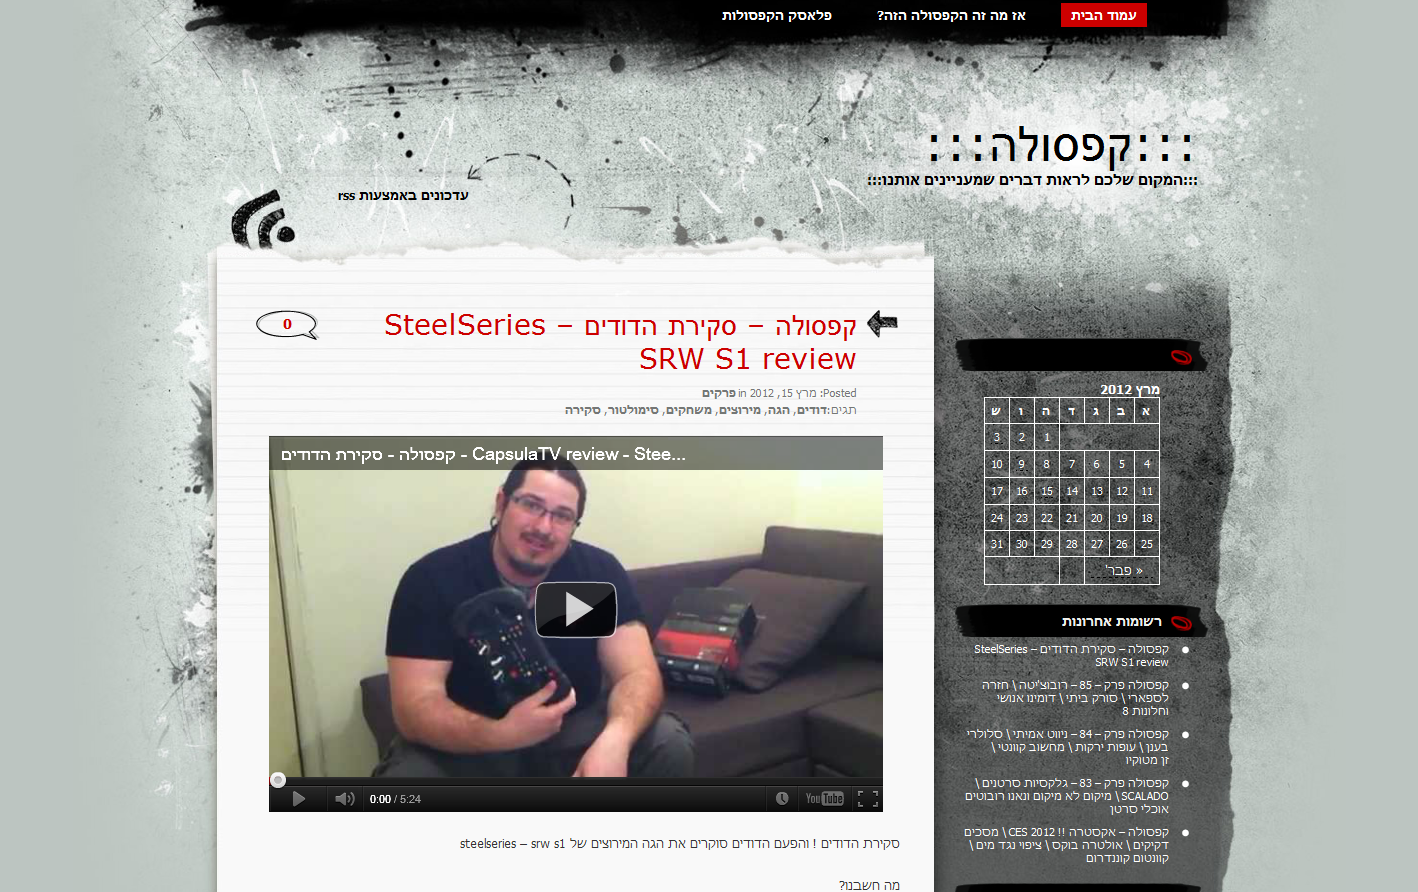 עמוד הבית
אז מה זה הקפסולה הזה?
פלאסק הקפסולות
:::קפסולה:::
:::המקום שלכם לראות דברים שמעניינים אותנו:::
עדכונים באמצעות rss
קפסולה – סקירת הדודים – SteelSeries
SRW S1 review
0
Posted: מרץ 15, 2012 in פרקים
תגים:דודים, הגה, מירוצים, משחקים, סימולטור, סקירה
קפסולה - סקירת הדודים - CapsulaTV review - Stee...
0:00 / 5:24
YouTube
סקירת הדודים ! והפעם הדודים סוקרים את הגה המירוצים של steelseries – srw s1
מה חשבנו?
מרץ 2012
א ב ג ד ה ו ש
1 2 3
4 5 6 7 8 9 10
11 12 13 14 15 16 17
18 19 20 21 22 23 24
25 26 27 28 29 30 31
« פבר'
רשומות אחרונות
קפסולה – סקירת הדודים – SteelSeries
SRW S1 review
קפסולה פרק – 85 – רובוצ'יטה \ חזרה
לספארי \ סורק ביתי \ דומינו אנושי
וחלונות 8
קפסולה פרק – 84 – ניווט אמיתי \ סלולרי
בענן \ עופות ירקות \ מחשוב קוונטי \
זן מטוקיו
קפסולה פרק – 83 – גלקסיות סרטנים \
SCALADO \ מיקום לא מיקום ונאנו רובוטים
אוכלי סרטן
קפסולה – אקסטרה !! CES 2012 \ מסכים
דקיקים \ אולטרה בוקס \ ציפוי נגד מים \
קוונטום קונדרום